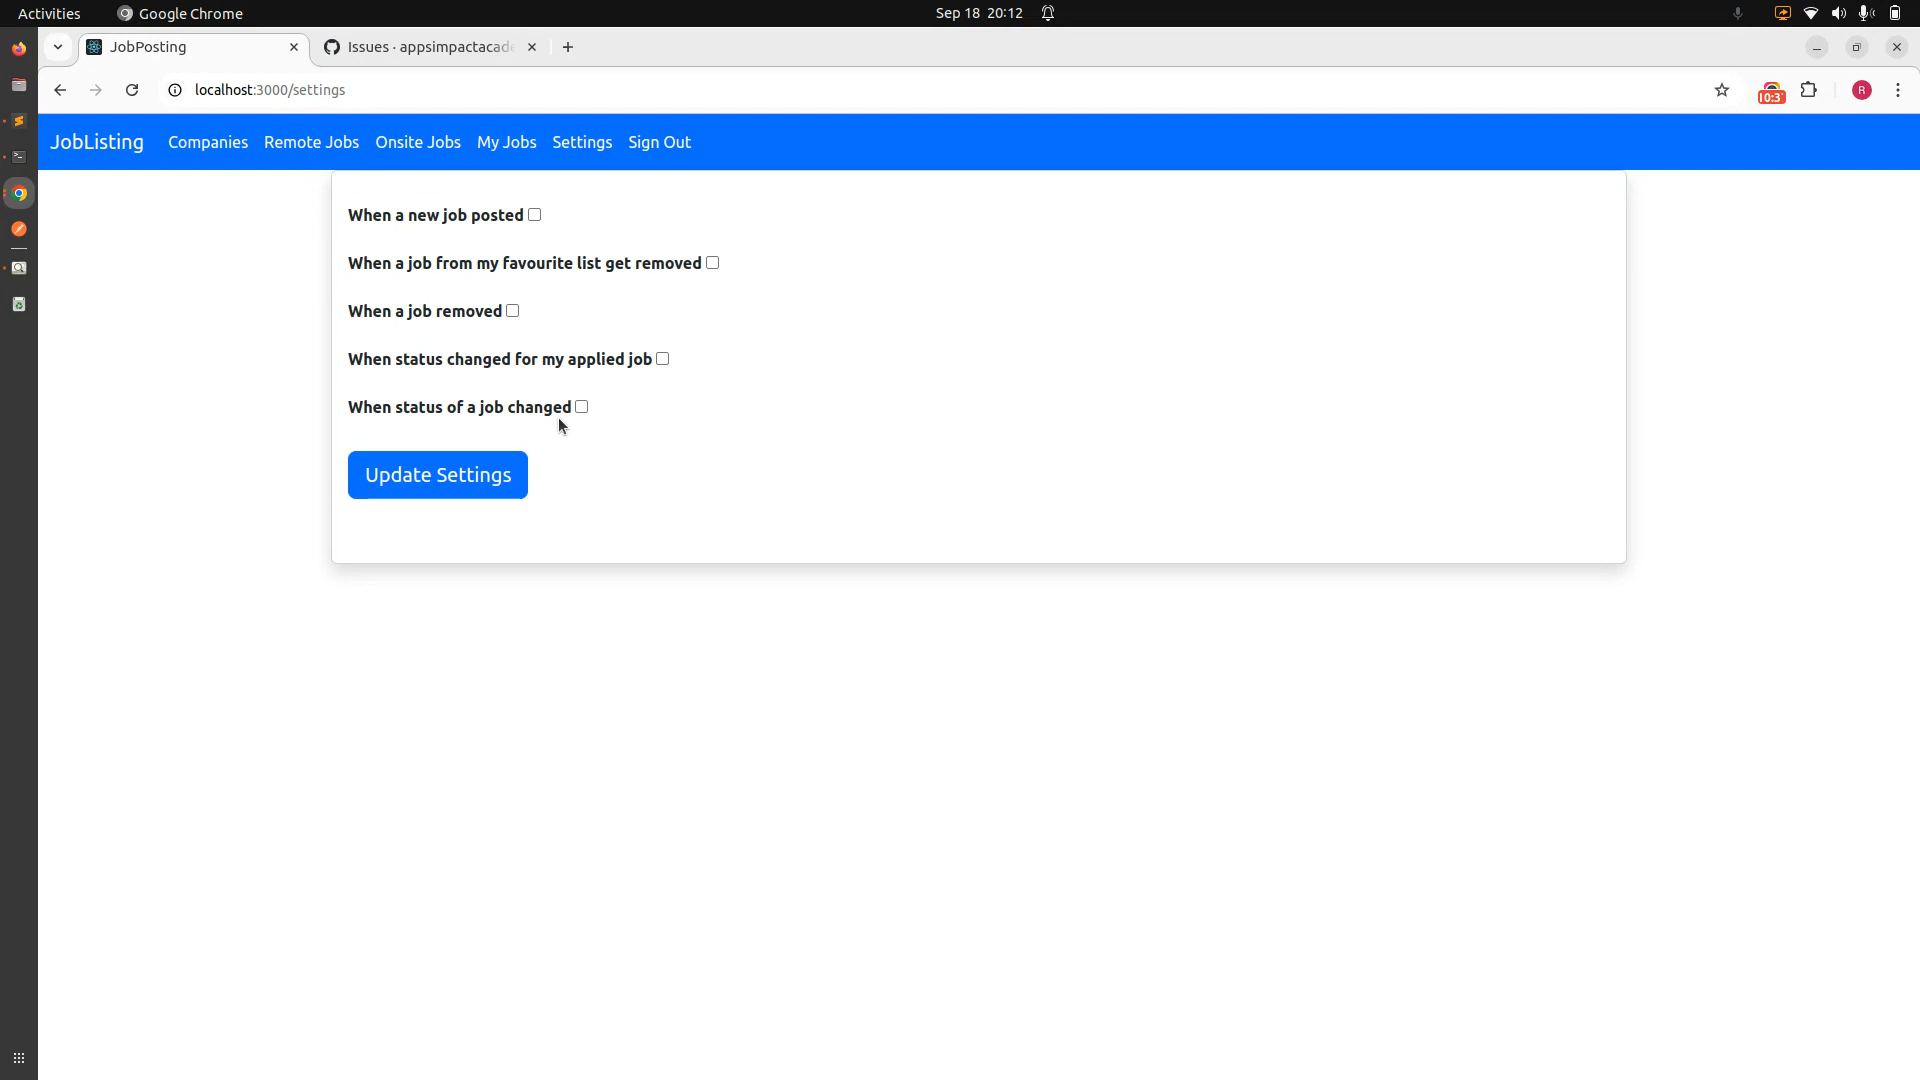 Activities Google Chrome Sep 18 20:12
JobPosting Issues · appsimpactacad
localhost:3000/settings R
JobListing Companies Remote Jobs Onsite Jobs My Jobs Settings Sign Out
When a new job posted
When a job from my favourite list get removed
When a job removed
When status changed for my applied job
When status of a job changed
Update Settings